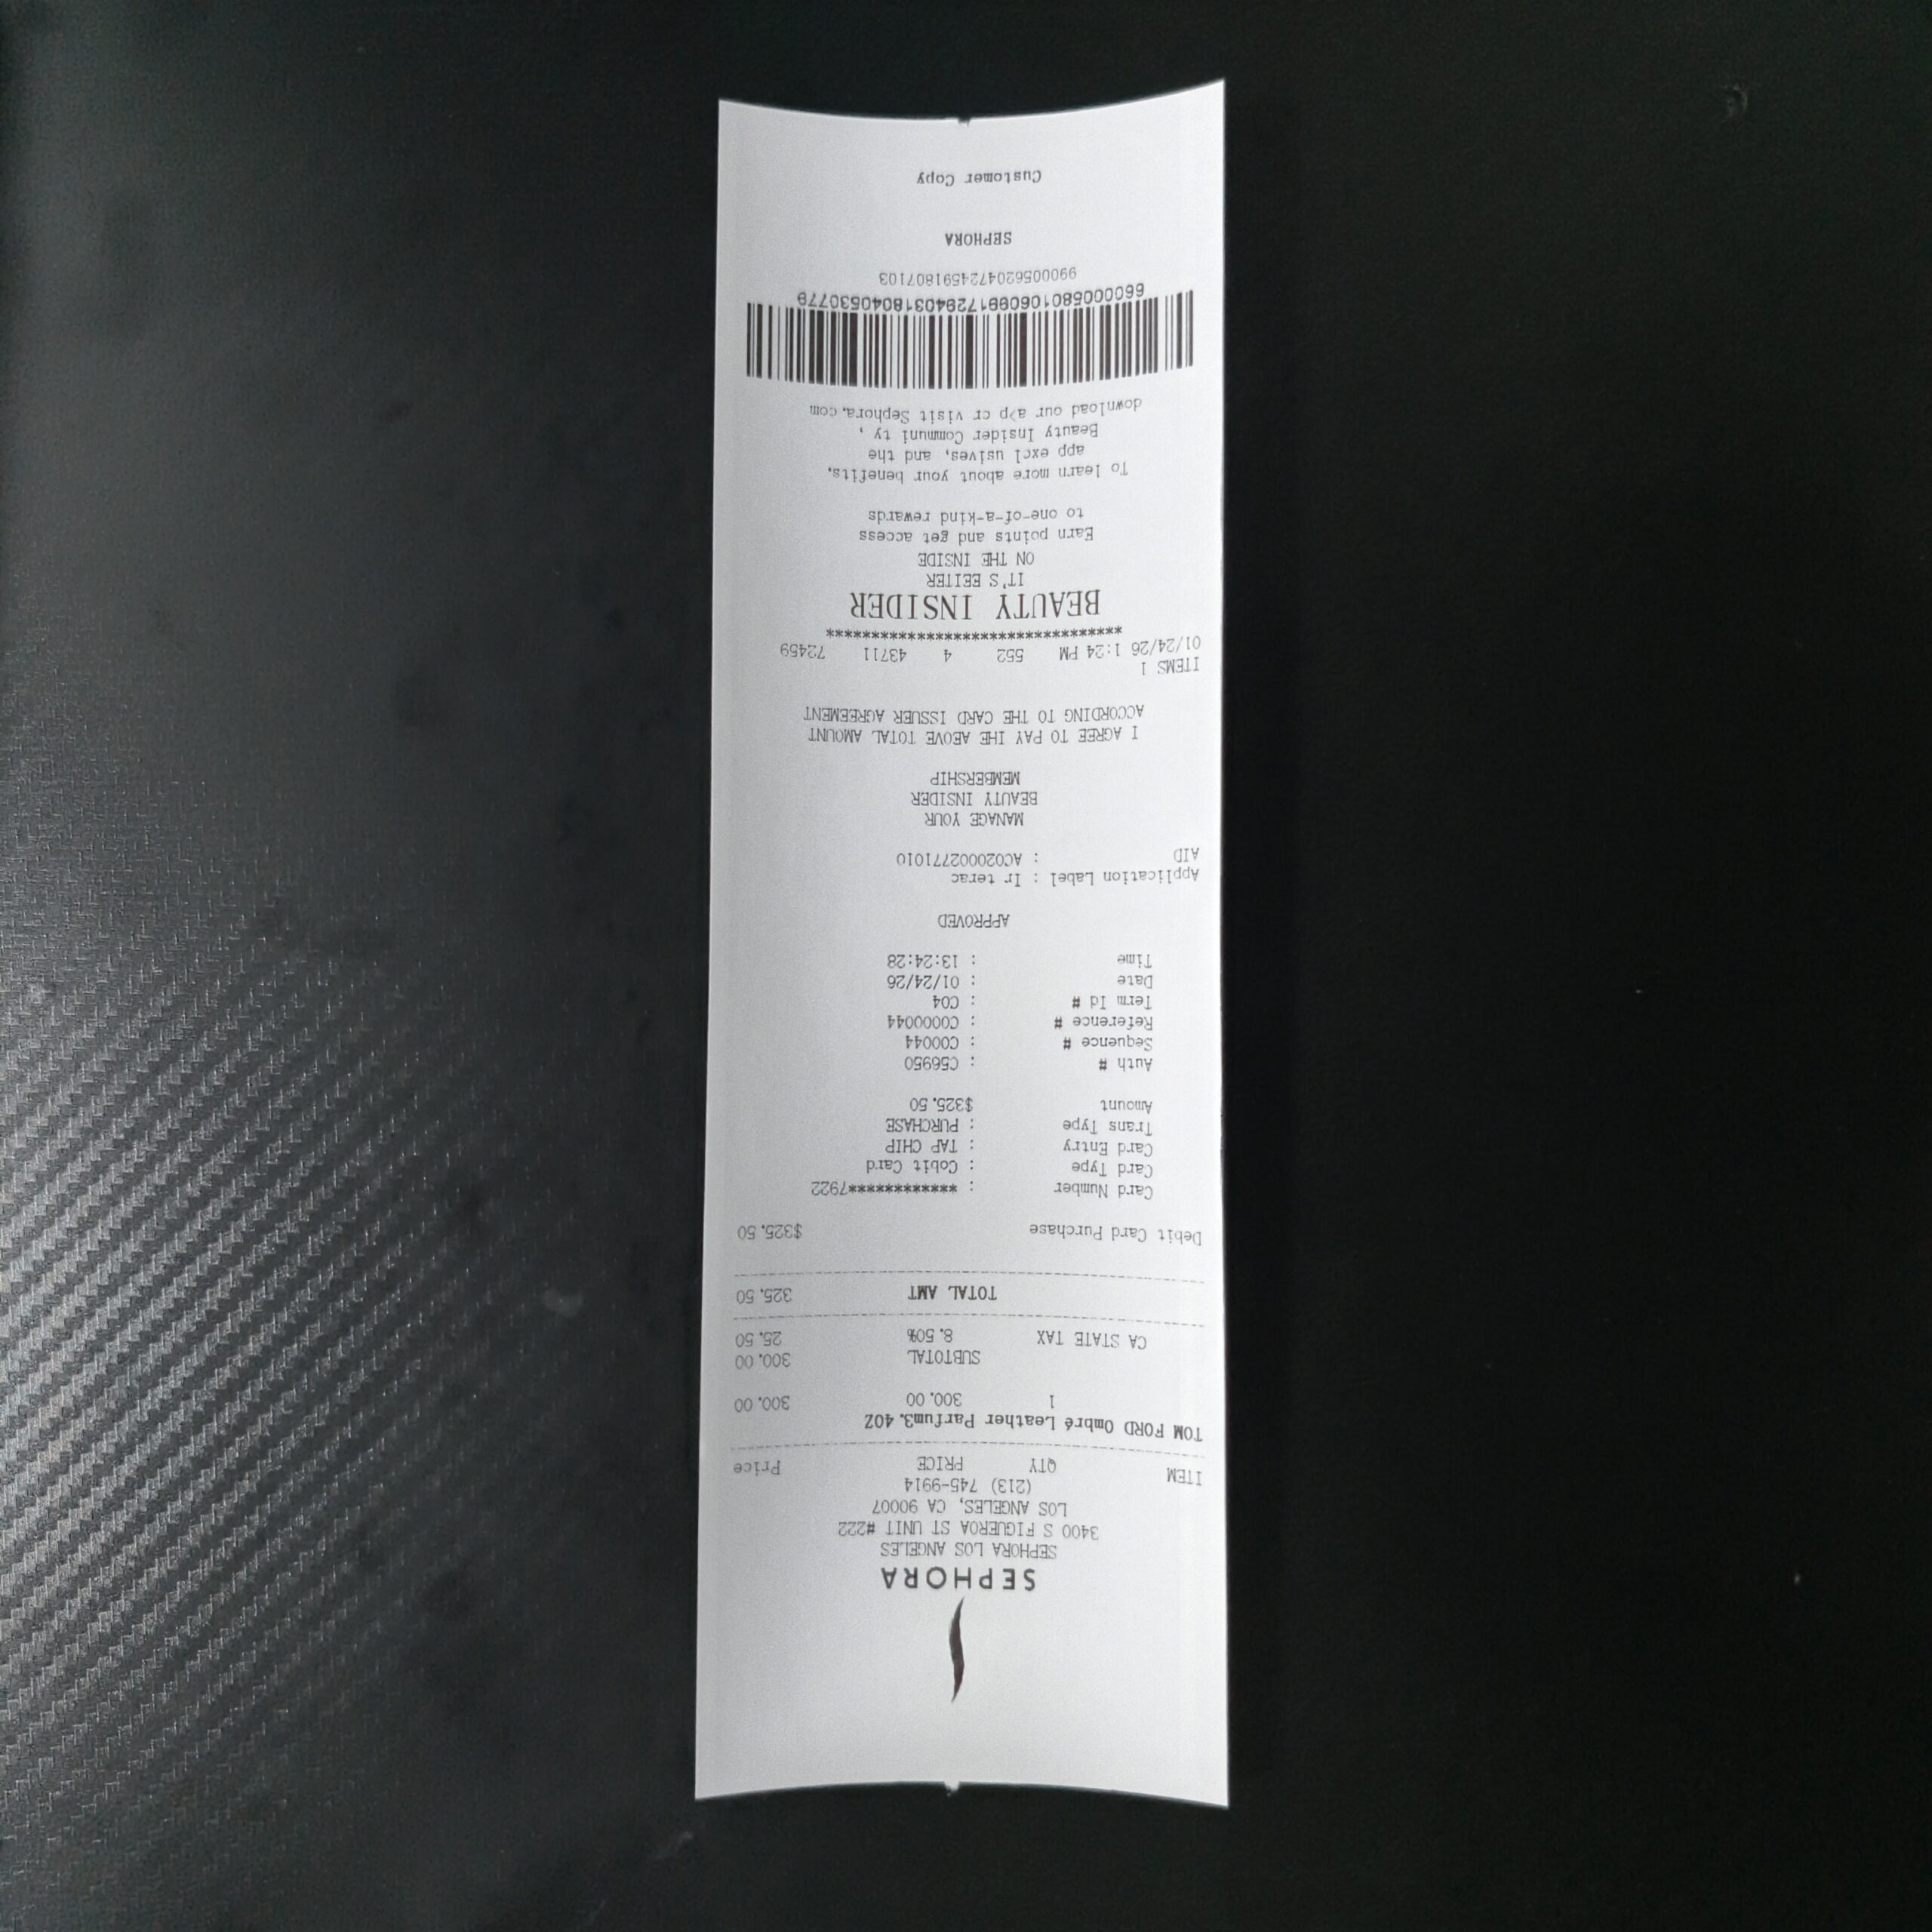 SEPHORA
SEPHORA LOS ANGELES
3400 S FIGUEROA ST UNIT #222
LOS ANGELES, CA 90007
(213) 745-9914
ITEM QTY PRICE Price
TOM FORD Ombré Leather Parfum3.4OZ
1 300.00 300.00
SUBTOTAL 300.00
CA STATE TAX 8.50% 25.50
TOTAL AMT 325.50
Debit Card Purchase $325.50
Card Number : ************7922
Card Type : Cobit Card
Card Entry : TAP CHIP
Trans Type : PURCHASE
Amount $325.50
Auth # : C56950
Sequence # : C00044
Reference # : C000044
Term Id # : C04
Date : 01/24/26
Time : 13:24:28
APPROVED
Application Label : Ir terac
AID : AC020002771010
MANAGE YOUR
BEAUTY INSIDER
MEMBERSHIP
I AGREE TO PAY IHE AEOVE TOTAL AMOUNT
ACCORDING TO THE CARD ISSUER AGREEMENT
ITEMS 1
01/24/26 1:24 PM 552 4 43711 72459
**********************************
BEAUTY INSIDER
IT'S EEITER
ON THE INSIDE
Earn points and get access
to one-of-a-kind rewards
To learn more about your benefits,
app excl usives, and the
Beauty Insider Communi ty ,
download our a>p cr visit Sephora.com
6600000580106099172940318040530779
9900056204724591807103
SEPHORA
Customer Copy